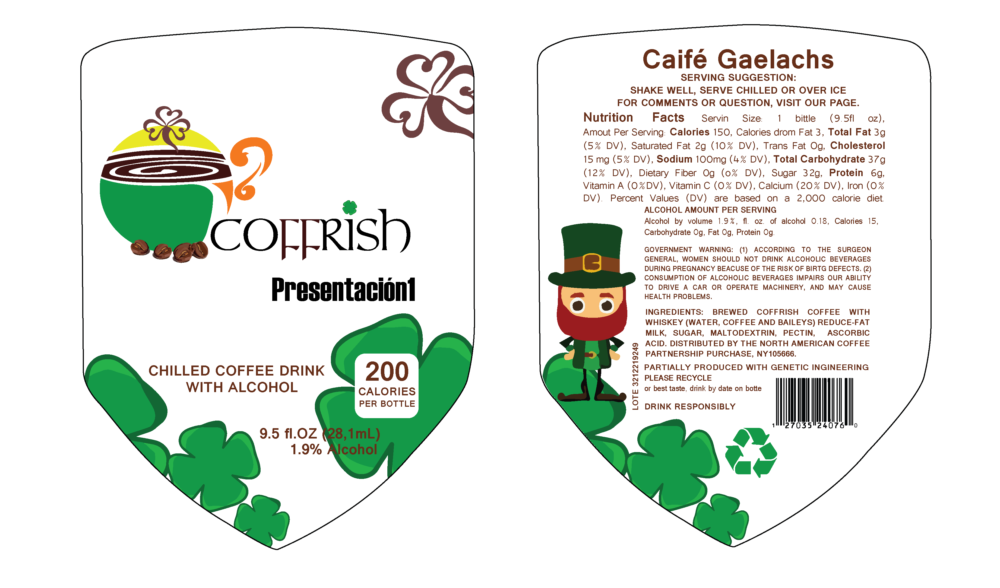 COFFRISH
Presentación1
CHILLED COFFEE DRINK
WITH ALCOHOL
200
CALORIES
PER BOTTLE
9.5 fl.OZ (28,1mL)
1.9% Alcohol
Caifé Gaelachs
SERVING SUGGESTION:
SHAKE WELL, SERVE CHILLED OR OVER ICE
FOR COMMENTS OR QUESTION, VISIT OUR PAGE.
Nutrition Facts Servin Size: 1 bittle (9.5fl oz),
Amout Per Serving: Calories 150, Calories drom Fat 3, Total Fat 3g
(5% DV), Saturated Fat 2g (10% DV), Trans Fat 0g, Cholesterol
15 mg (5% DV), Sodium 100mg (4% DV), Total Carbohydrate 37g
(12% DV), Dietary Fiber 0g (o% DV), Sugar 32g, Protein 6g,
Vitamin A (0%DV), Vitamin C (0% DV), Calcium (20% DV), Iron (0%
DV). Percent Values (DV) are based on a 2,000 calorie diet.
ALCOHOL AMOUNT PER SERVING
Alcohol by volume 1.9%, fl. oz. of alcohol 0.18, Calories 15,
Carbohydrate 0g, Fat 0g, Protein 0g.
GOVERNMENT WARNING: (1) ACCORDING TO THE SURGEON
GENERAL, WOMEN SHOULD NOT DRINK ALCOHOLIC BEVERAGES
DURING PREGNANCY BEACUSE OF THE RISK OF BIRTG DEFECTS. (2)
CONSUMPTION OF ALCOHOLIC BEVERAGES IMPAIRS OUR ABILITY
TO DRIVE A CAR OR OPERATE MACHINERY, AND MAY CAUSE
HEALTH PROBLEMS.
INGREDIENTS: BREWED COFFRISH COFFEE WITH
WHISKEY (WATER, COFFEE AND BAILEYS) REDUCE-FAT
MILK, SUGAR, MALTODEXTRIN, PECTIN, ASCORBIC
ACID. DISTRIBUTED BY THE NORTH AMERICAN COFFEE
PARTNERSHIP PURCHASE, NY105666.
PARTIALLY PRODUCED WITH GENETIC INGINEERING
PLEASE RECYCLE
or best taste, drink by date on botte
DRINK RESPONSIBLY
LOTE 3212219249
1 27035 24076 0